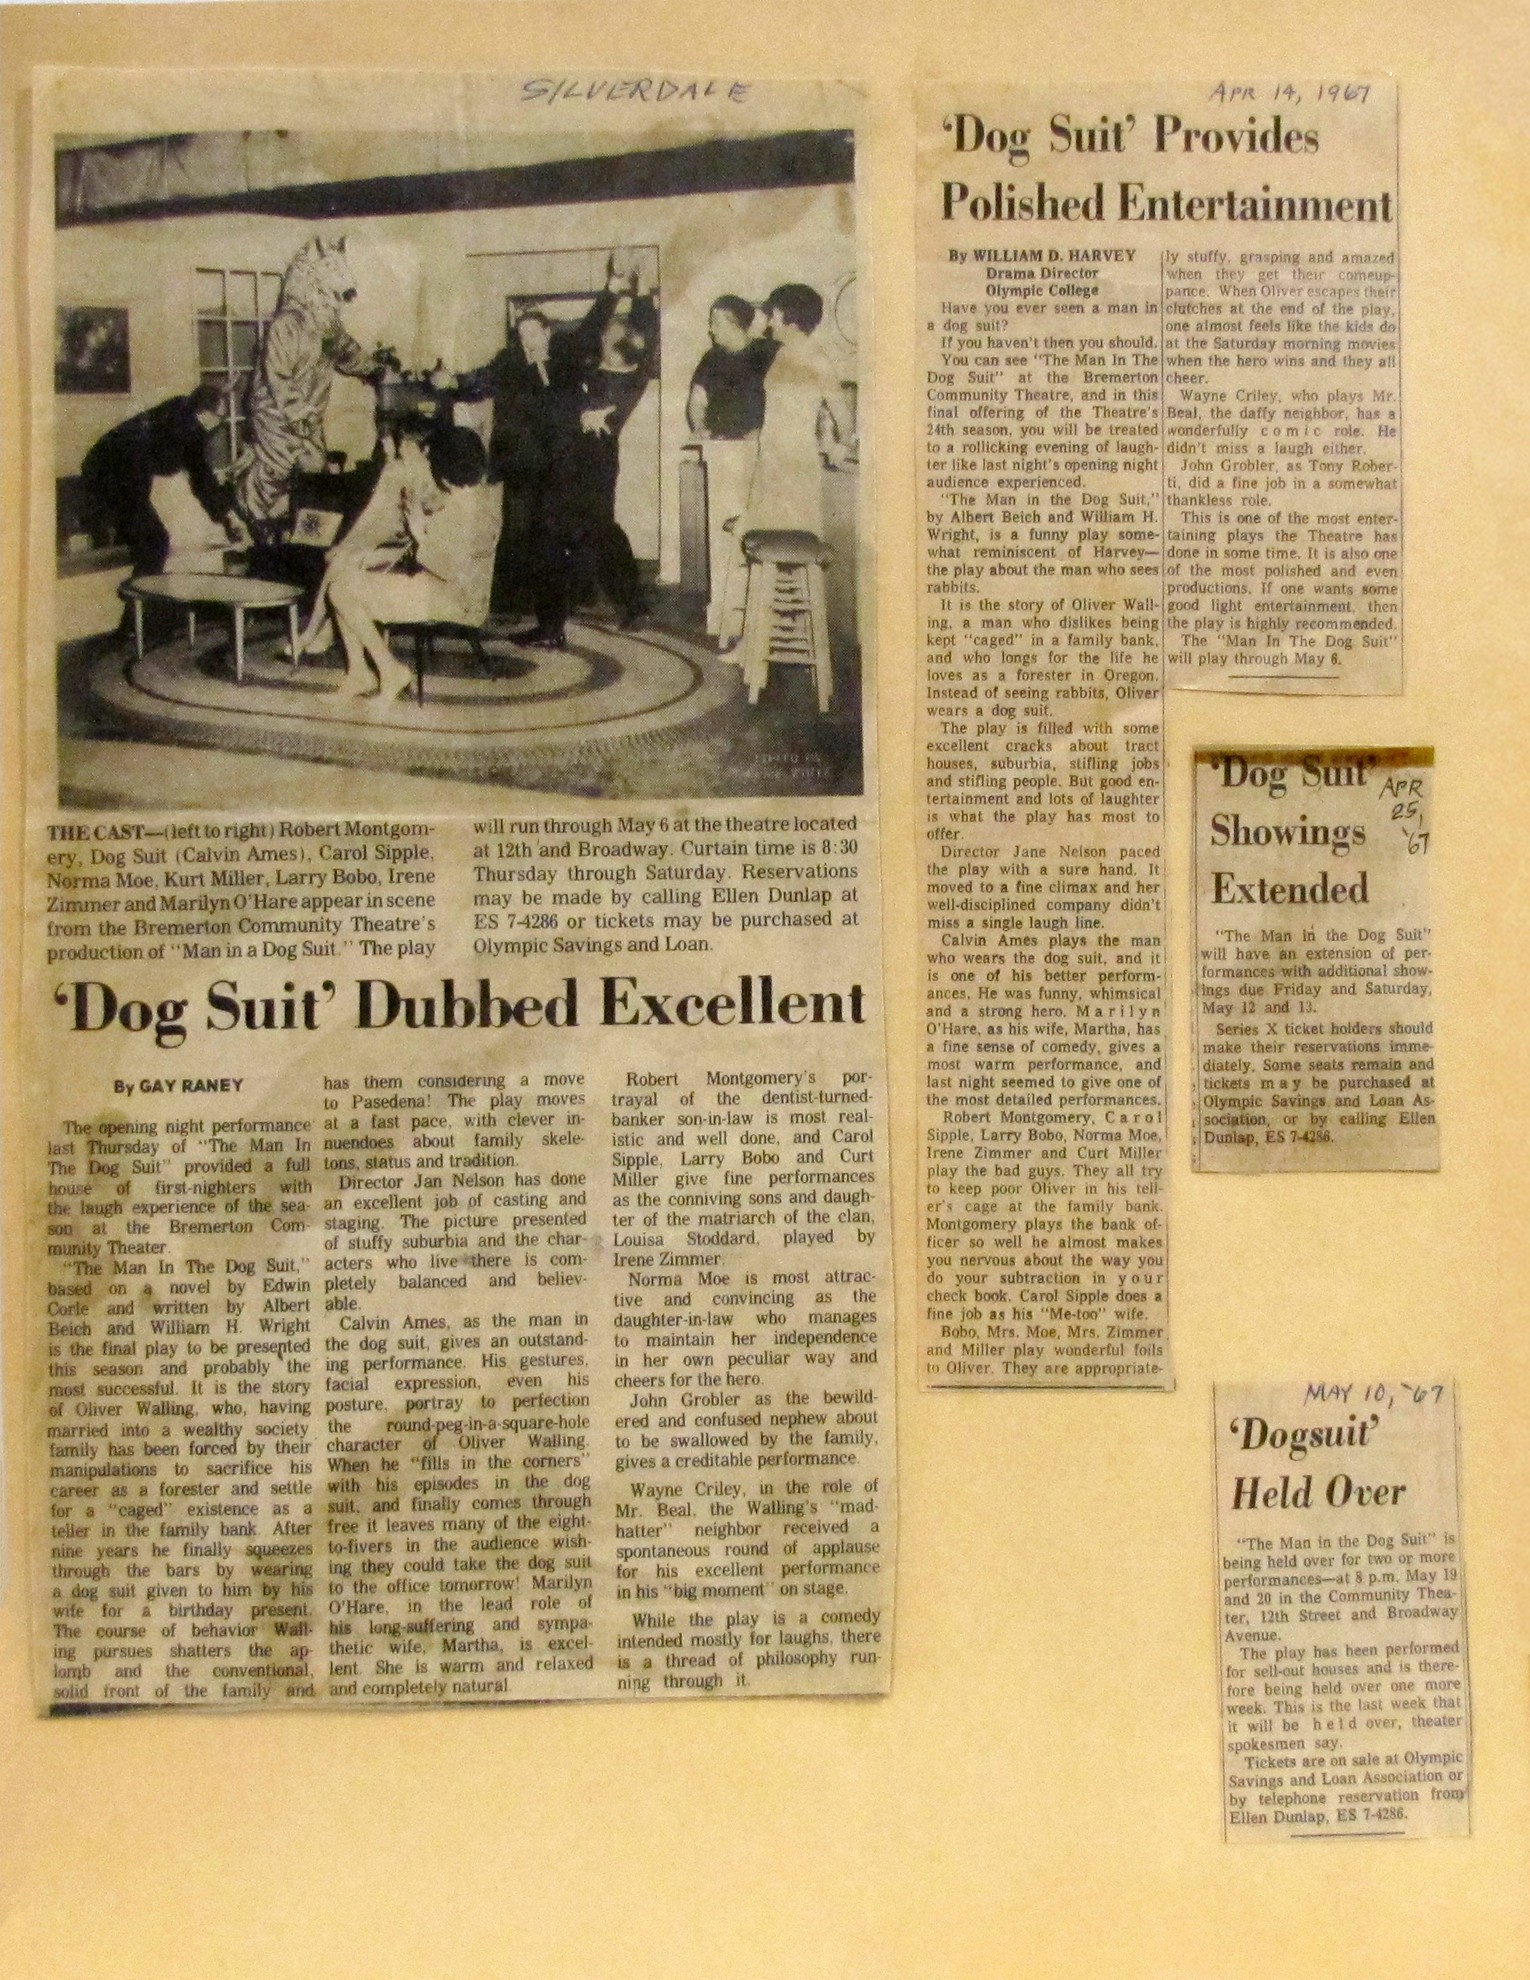 SILVERDALE
THE CAST—(left to right) Robert Montgom-
ery, Dog Suit (Calvin Ames), Carol Sipple,
Norma Moe, Kurt Miller, Larry Bobo, Irene
Zimmer and Marilyn O'Hare appear in scene
from the Bremerton Community Theatre's
production of "Man in a Dog Suit." The play
will run through May 6 at the theatre located
at 12th and Broadway. Curtain time is 8:30
Thursday through Saturday. Reservations
may be made by calling Ellen Dunlap at
ES 7-4286 or tickets may be purchased at
Olympic Savings and Loan.
'Dog Suit' Dubbed Excellent
By GAY RANEY
The opening night performance
last Thursday of "The Man In
The Dog Suit" provided a full
house of first-nighters with
the laugh experience of the sea-
son at the Bremerton Com-
munity Theater.
"The Man In The Dog Suit,"
based on a novel by Edwin
Corle and written by Albert
Beich and William H. Wright
is the final play to be presented
this season and probably the
most successful. It is the story
of Oliver Walling, who, having
married into a wealthy society
family has been forced by their
manipulations to sacrifice his
career as a forester and settle
for a "caged" existence as a
teller in the family bank. After
nine years he finally squeezes
through the bars by wearing
a dog suit given to him by his
wife for a birthday present.
The course of behavior Wall-
ing pursues shatters the ap-
lomb and the conventional,
solid front of the family and
has them considering a move
to Pasedena! The play moves
at a fast pace, with clever in-
nuendoes about family skele-
tons, status and tradition.
Director Jan Nelson has done
an excellent job of casting and
staging. The picture presented
of stuffy suburbia and the char-
acters who live there is com-
pletely balanced and believ-
able.
Calvin Ames, as the man in
the dog suit, gives an outstand-
ing performance. His gestures,
facial expression, even his
posture, portray to perfection
the round-peg-in-a-square-hole
character of Oliver Walling.
When he "fills in the corners"
with his episodes in the dog
suit, and finally comes through
free it leaves many of the eight-
to-fivers in the audience wish-
ing they could take the dog suit
to the office tomorrow! Marilyn
O'Hare, in the lead role of
his long-suffering and sympa-
thetic wife, Martha, is excel-
lent. She is warm and relaxed
and completely natural.
Robert Montgomery's por-
trayal of the dentist-turned-
banker son-in-law is most real-
istic and well done, and Carol
Sipple, Larry Bobo and Curt
Miller give fine performances
as the conniving sons and daugh-
ter of the matriarch of the clan,
Louisa Stoddard, played by
Irene Zimmer.
Norma Moe is most attrac-
tive and convincing as the
daughter-in-law who manages
to maintain her independence
in her own peculiar way and
cheers for the hero.
John Grobler as the bewild-
ered and confused nephew about
to be swallowed by the family,
gives a creditable performance.
Wayne Criley, in the role of
Mr. Beal, the Walling's "mad-
hatter" neighbor received a
spontaneous round of applause
for his excellent performance
in his "big moment" on stage.
While the play is a comedy
intended mostly for laughs, there
is a thread of philosophy run-
ning through it.
APR 14, 1967
'Dog Suit' Provides
Polished Entertainment
By WILLIAM D. HARVEY
Drama Director
Olympic College
Have you ever seen a man in
a dog suit?
If you haven't then you should.
You can see "The Man In The
Dog Suit" at the Bremerton
Community Theatre, and in this
final offering of the Theatre's
24th season, you will be treated
to a rollicking evening of laugh-
ter like last night's opening night
audience experienced.
"The Man in the Dog Suit,"
by Albert Beich and William H.
Wright, is a funny play some-
what reminiscent of Harvey—
the play about the man who sees
rabbits.
It is the story of Oliver Wall-
ing, a man who dislikes being
kept "caged" in a family bank,
and who longs for the life he
loves as a forester in Oregon.
Instead of seeing rabbits, Oliver
wears a dog suit.
The play is filled with some
excellent cracks about tract
houses, suburbia, stifling jobs
and stifling people. But good en-
tertainment and lots of laughter
is what the play has most to
offer.
Director Jane Nelson paced
the play with a sure hand. It
moved to a fine climax and her
well-disciplined company didn't
miss a single laugh line.
Calvin Ames plays the man
who wears the dog suit, and it
is one of his better perform-
ances. He was funny, whimsical
and a strong hero. Marilyn
O'Hare, as his wife, Martha, has
a fine sense of comedy, gives a
most warm performance, and
last night seemed to give one of
the most detailed performances.
Robert Montgomery, Carol
Sipple, Larry Bobo, Norma Moe,
Irene Zimmer and Curt Miller
play the bad guys. They all try
to keep poor Oliver in his tell-
er's cage at the family bank.
Montgomery plays the bank of-
ficer so well he almost makes
you nervous about the way you
do your subtraction in your
check book. Carol Sipple does a
fine job as his "Me-too" wife.
Bobo, Mrs. Moe, Mrs. Zimmer
and Miller play wonderful foils
to Oliver. They are appropriate-
ly stuffy, grasping and amazed
when they get their comeup-
pance. When Oliver escapes their
clutches at the end of the play,
one almost feels like the kids do
at the Saturday morning movies
when the hero wins and they all
cheer.
Wayne Criley, who plays Mr.
Beal, the daffy neighbor, has a
wonderfully comic role. He
didn't miss a laugh either.
John Grobler, as Tony Rober-
ti, did a fine job in a somewhat
thankless role.
This is one of the most enter-
taining plays the Theatre has
done in some time. It is also one
of the most polished and even
productions. If one wants some
good light entertainment, then
the play is highly recommended.
The "Man In The Dog Suit"
will play through May 6.
'Dog Suit'
Showings
Extended
APR
25,
'67
"The Man in the Dog Suit"
will have an extension of per-
formances with additional show-
ings due Friday and Saturday,
May 12 and 13.
Series X ticket holders should
make their reservations imme-
diately. Some seats remain and
tickets may be purchased at
Olympic Savings and Loan As-
sociation, or by calling Ellen
Dunlap, ES 7-4286.
MAY 10, '67
'Dogsuit'
Held Over
"The Man in the Dog Suit" is
being held over for two or more
performances—at 8 p.m. May 19
and 20 in the Community Thea-
ter, 12th Street and Broadway
Avenue.
The play has been performed
for sell-out houses and is there-
fore being held over one more
week. This is the last week that
it will be held over, theater
spokesmen say.
Tickets are on sale at Olympic
Savings and Loan Association or
by telephone reservation from
Ellen Dunlap, ES 7-4286.